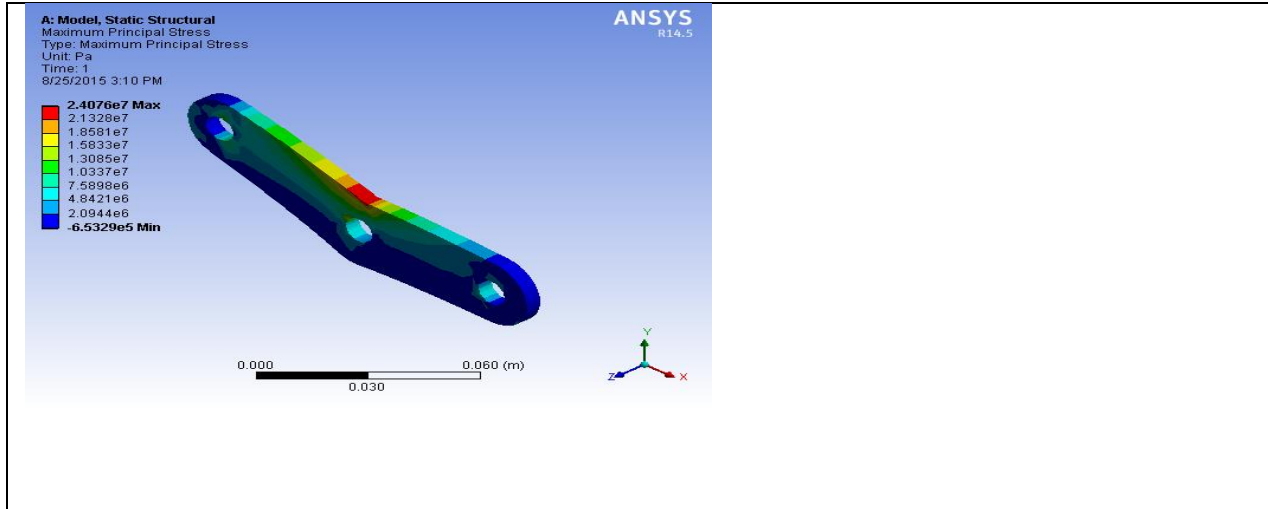 A: Model, Static Structural
Maximum Principal Stress
Type: Maximum Principal Stress
Unit: Pa
Time: 1
8/25/2015 3:10 PM
ANSYS
R14.5
2.4076e7 Max
2.1328e7
1.8581e7
1.5833e7
1.3085e7
1.0337e7
7.5898e6
4.8421e6
2.0944e6
-6.5329e5 Min
0.000
0.060 (m)
0.030
Y
Z
X